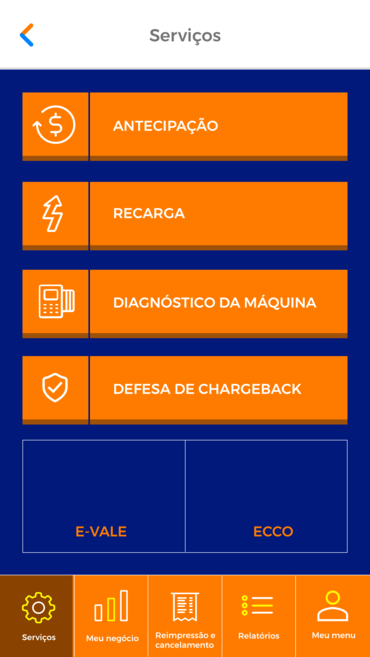 Serviços
ANTECIPAÇÃO
RECARGA
DIAGNÓSTICO DA MÁQUINA
DEFESA DE CHARGEBACK
E-VALE
ECCO
Serviços
Meu negócio
Reimpressão e
cancelamento
Relatórios
Meu menu